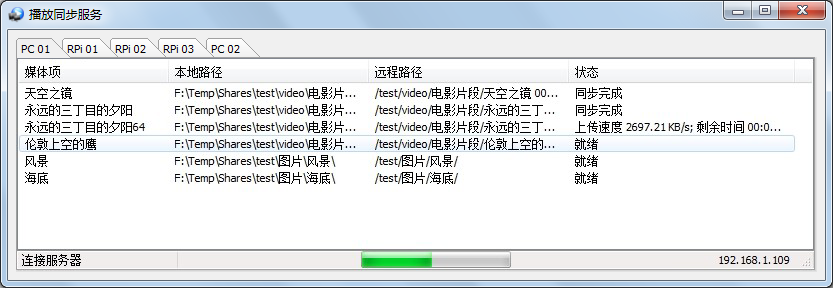 播放同步服务
PC 01 RPi 01 RPi 02 RPi 03 PC 02
媒体项 本地路径 远程路径 状态
天空之镜 F:\Temp\Shares\test\video\电影片... /test/video/电影片段/天空之镜 00... 同步完成
永远的三丁目的夕阳 F:\Temp\Shares\test\video\电影片... /test/video/电影片段/永远的三丁... 同步完成
永远的三丁目的夕阳64 F:\Temp\Shares\test\video\电影片... /test/video/电影片段/永远的三丁... 上传速度 2697.21KB/s; 剩余时间 00:0...
伦敦上空的鹰 F:\Temp\Shares\test\video\电影片... /test/video/电影片段/伦敦上空的... 就绪
风景 F:\Temp\Shares\test\图片\风景\ /test/图片/风景/ 就绪
海底 F:\Temp\Shares\test\图片\海底\ /test/图片/海底/ 就绪
连接服务器 192.168.1.109